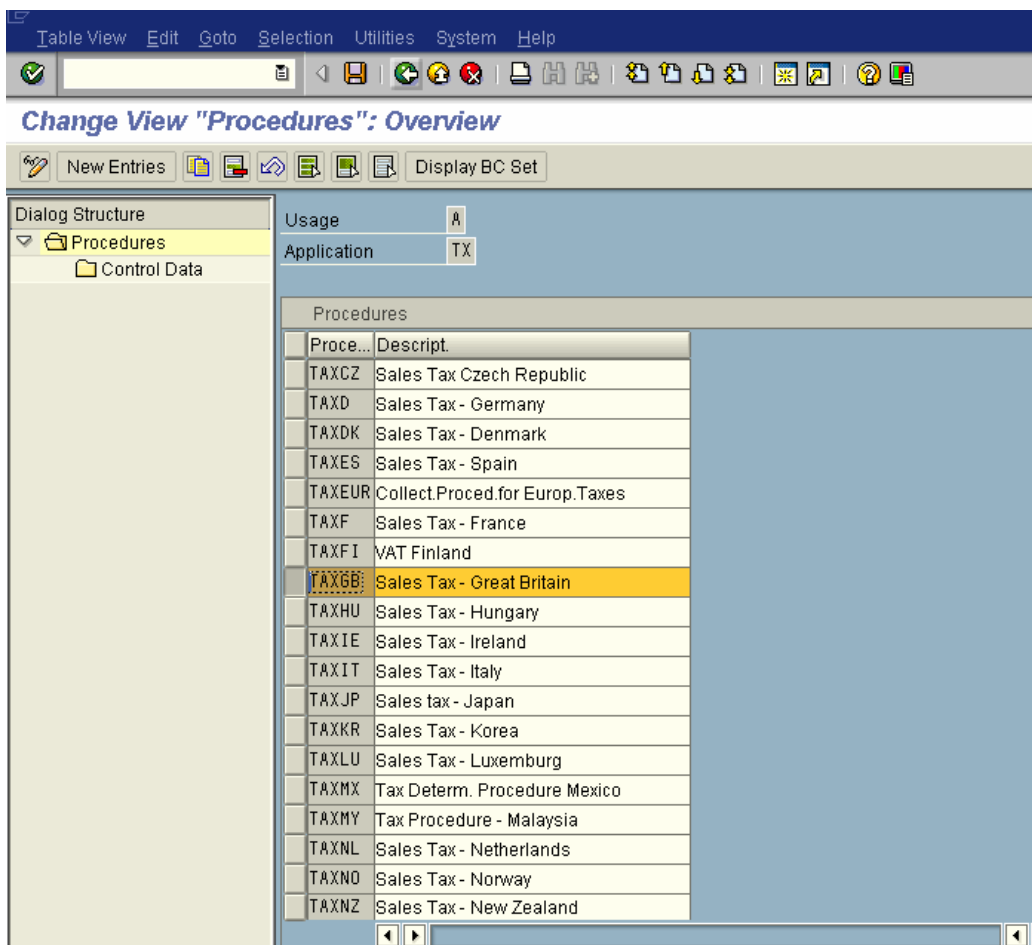 Table View Edit Goto Selection Utilities System Help
Change View "Procedures": Overview
New Entries Display BC Set
Dialog Structure
Procedures
Control Data
Usage A
Application TX
Procedures
Proce... Descript.
TAXCZ Sales Tax Czech Republic
TAXD Sales Tax - Germany
TAXDK Sales Tax - Denmark
TAXES Sales Tax - Spain
TAXEUR Collect.Proced.for Europ.Taxes
TAXF Sales Tax - France
TAXFI VAT Finland
TAXGB Sales Tax - Great Britain
TAXHU Sales Tax - Hungary
TAXIE Sales Tax - Ireland
TAXIT Sales Tax - Italy
TAXJP Sales tax - Japan
TAXKR Sales Tax - Korea
TAXLU Sales Tax - Luxemburg
TAXMX Tax Determ. Procedure Mexico
TAXMY Tax Procedure - Malaysia
TAXNL Sales Tax - Netherlands
TAXNO Sales Tax - Norway
TAXNZ Sales Tax - New Zealand